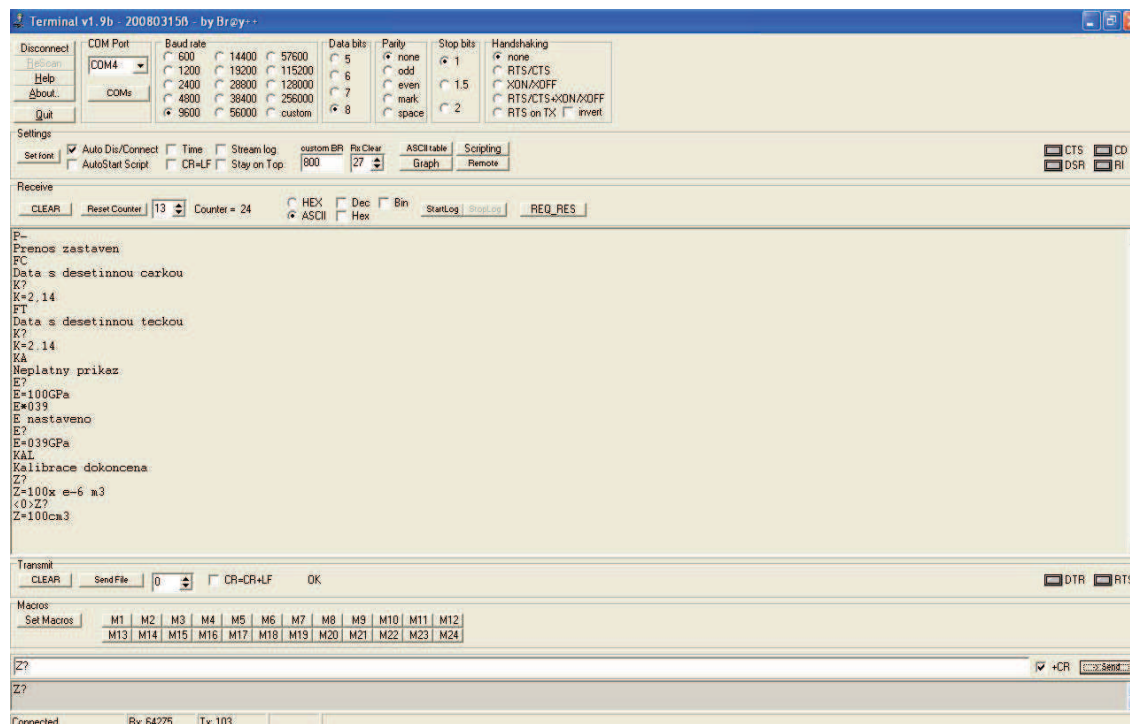 Terminal v1.9b - 20080315ß - by Br@y++
Disconnect
ReScan
Help
About..
Quit
COM Port
COM4
COMs
Baud rate
600 14400 57600
1200 19200 115200
2400 28800 128000
4800 38400 256000
9600 56000 custom
Data bits
5
6
7
8
Parity
none
odd
even
mark
space
Stop bits
1
1.5
2
Handshaking
none
RTS/CTS
XON/XOFF
RTS/CTS+XON/XOFF
RTS on TX invert
Settings
Set font
Auto Dis/Connect Time Stream log custom BR Rx Clear ASCII table Scripting
AutoStart Script CR=LF Stay on Top 800 27 Graph Remote
CTS CD
DSR RI
Receive
CLEAR Reset Counter 13 Counter = 24
HEX Dec Bin
ASCII Hex
StartLog StopLog REQ_RES
P-
Prenos zastaven
FC
Data s desetinnou carkou
K?
K=2,14
FT
Data s desetinnou teckou
K?
K=2.14
KA
Neplatny prikaz
E?
E=100GPa
E*039
E nastaveno
E?
E=039GPa
KAL
Kalibrace dokoncena
Z?
Z=100x e-6 m3
<0>Z?
Z=100cm3
Transmit
CLEAR Send File 0 CR=CR+LF OK
DTR RTS
Macros
Set Macros M1 M2 M3 M4 M5 M6 M7 M8 M9 M10 M11 M12
M13 M14 M15 M16 M17 M18 M19 M20 M21 M22 M23 M24
Z? +CR -> Send
Z?
Connected Rx: 64275 Tx: 103